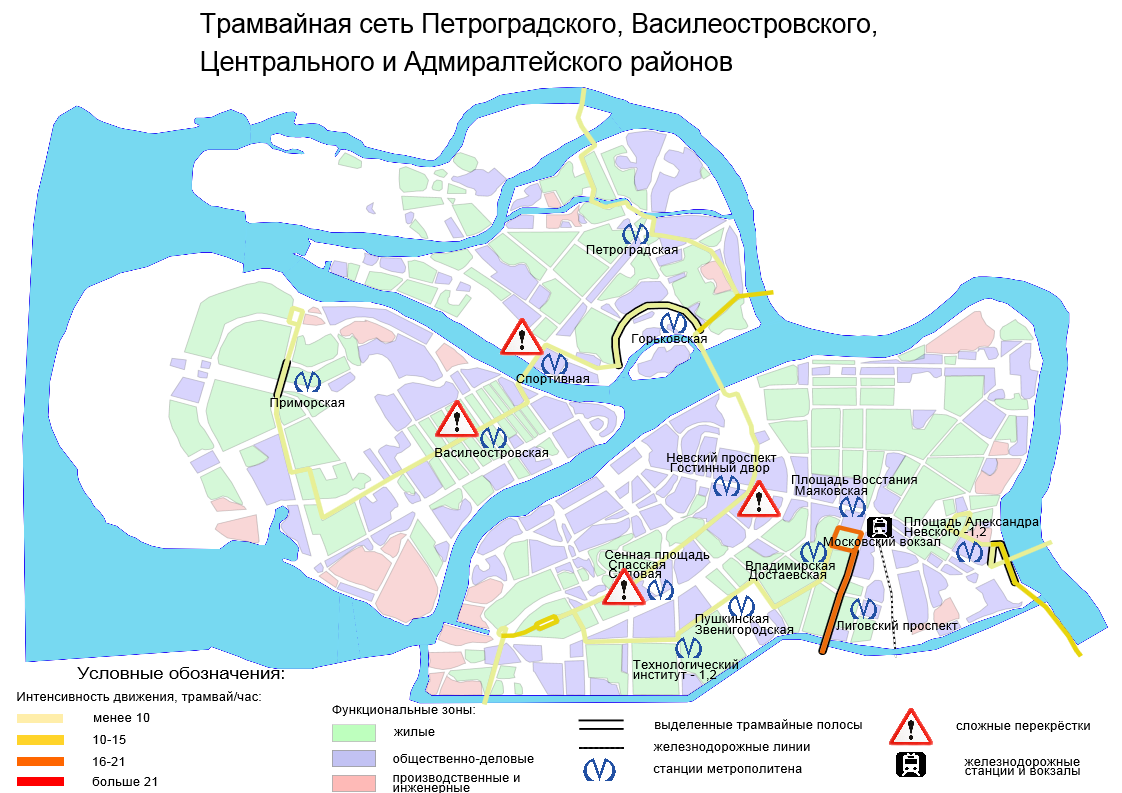 Трамвайная сеть Петроградского, Василеостровского,
Центрального и Адмиралтейского районов
Петроградская
Горьковская
Спортивная
Приморская
Василеостровская
Невский проспект
Гостинный двор
Площадь Восстания
Маяковская
Площадь Александра
Невского -1,2
Московский вокзал
Сенная площадь
Спасская
Садовая
Владимирская
Достаевская
Пушкинская
Звенигородская
Лиговский проспект
Технологический
институт - 1,2
Условные обозначения:
Интенсивность движения, трамвай/час:
менее 10
10-15
16-21
больше 21
Функциональные зоны:
жилые
общественно-деловые
производственные и
инженерные
выделенные трамвайные полосы
железнодорожные линии
станции метрополитена
сложные перекрёстки
железнодорожные
станции и вокзалы